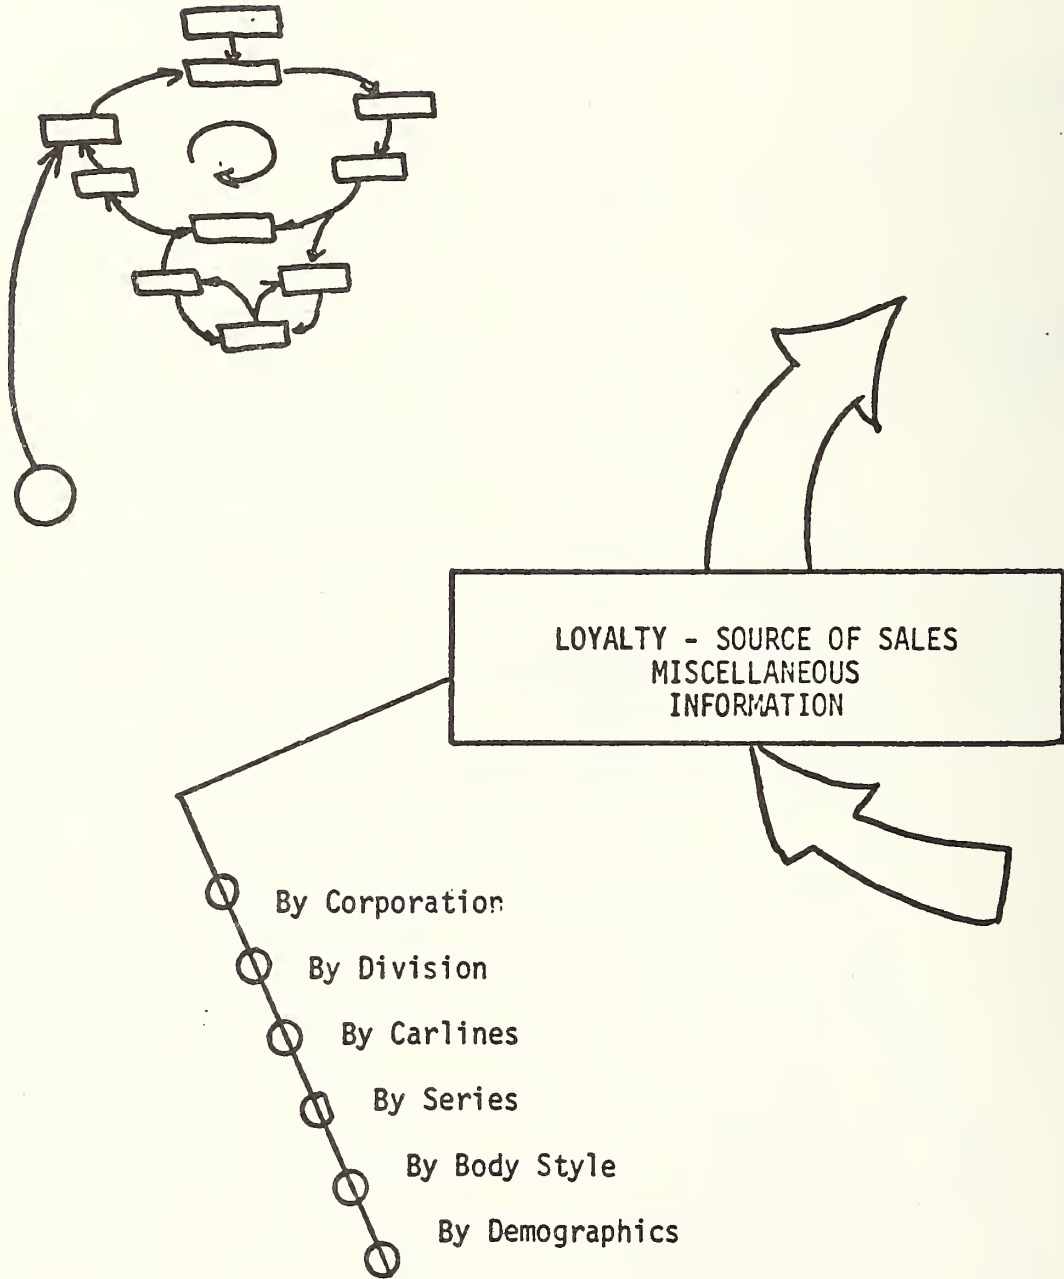 LOYALTY - SOURCE OF SALES
MISCELLANEOUS
INFORMATION
By Corporation
By Division
By Carlines
By Series
By Body Style
By Demographics